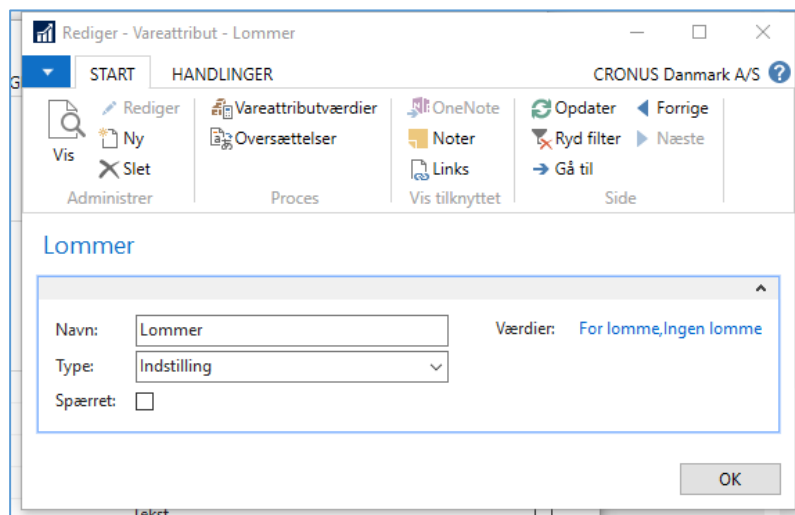 Rediger - Vareattribut - Lommer
START HANDLINGER CRONUS Danmark A/S ?
Vis
Rediger
Ny
Slet
Administrer
Vareattributværdier
Oversættelser
Proces
OneNote
Noter
Links
Vis tilknyttet
Opdater
Ryd filter
Gå til
Forrige
Næste
Side
Lommer
Navn: Lommer Værdier: For lomme,Ingen lomme
Type: Indstilling
Spærret:
OK
Tekst
G